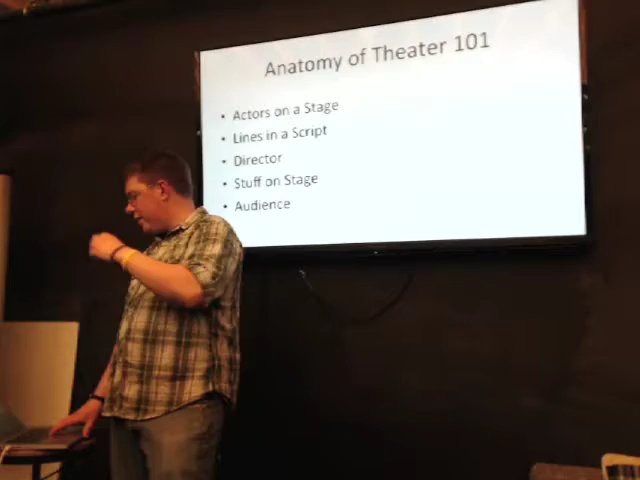 Anatomy of Theater 101
• Actors on a Stage
• Lines in a Script
• Director
• Stuff on Stage
• Audience